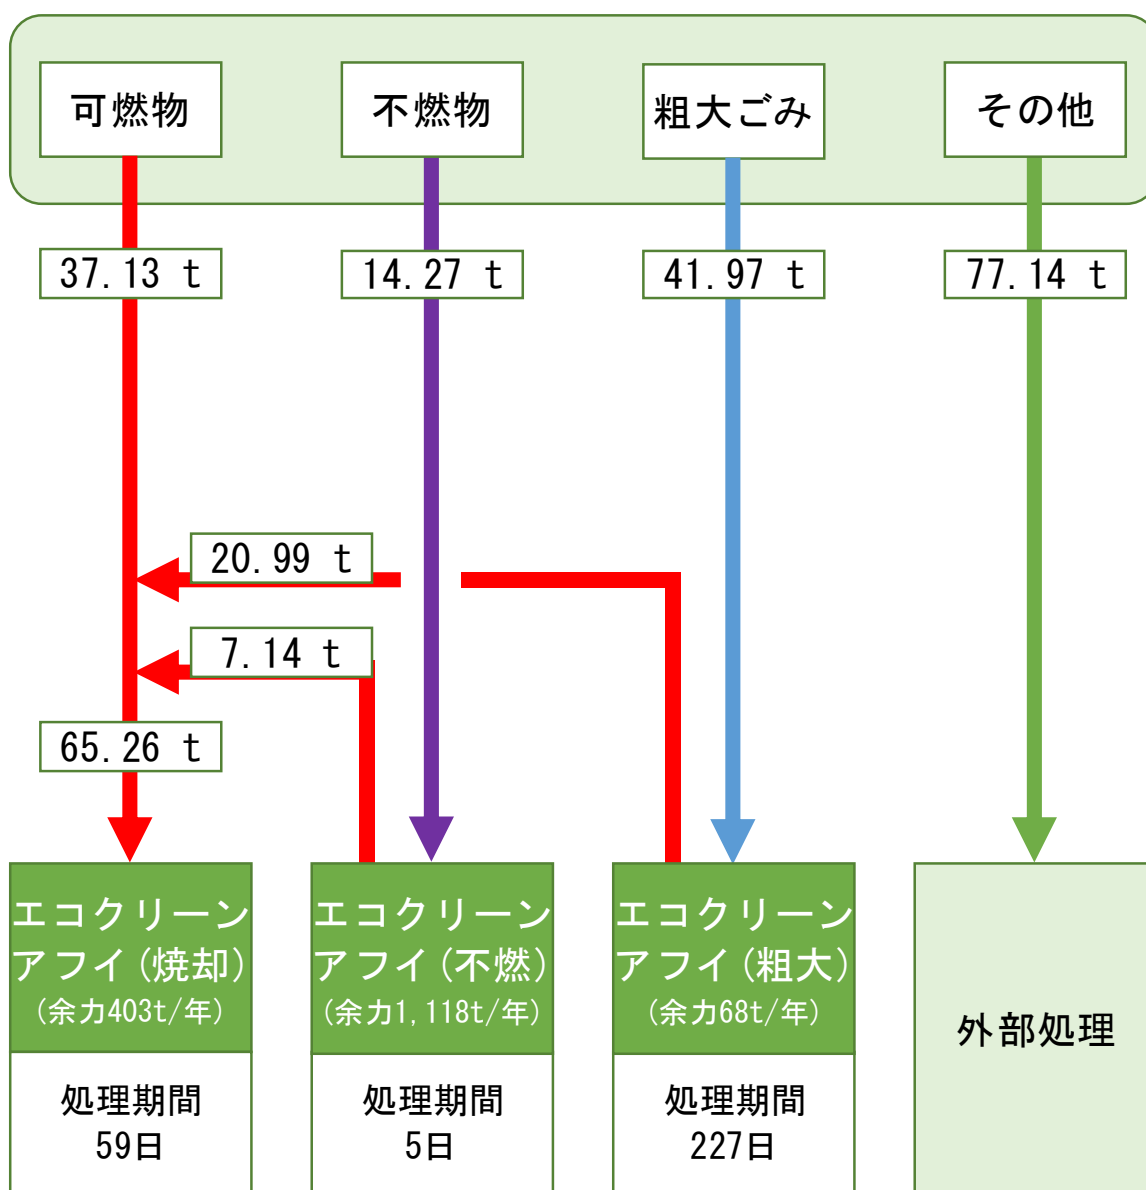 可燃物
不燃物
粗大ごみ
その他
37.13 t
14.27 t
41.97 t
77.14 t
20.99 t
7.14 t
65.26 t
エコクリーン
アフイ(焼却)
(余力403t/年)
処理期間
59日
エコクリーン
アフイ(不燃)
(余力1,118t/年)
処理期間
5日
エコクリーン
アフイ(粗大)
(余力68t/年)
処理期間
227日
外部処理